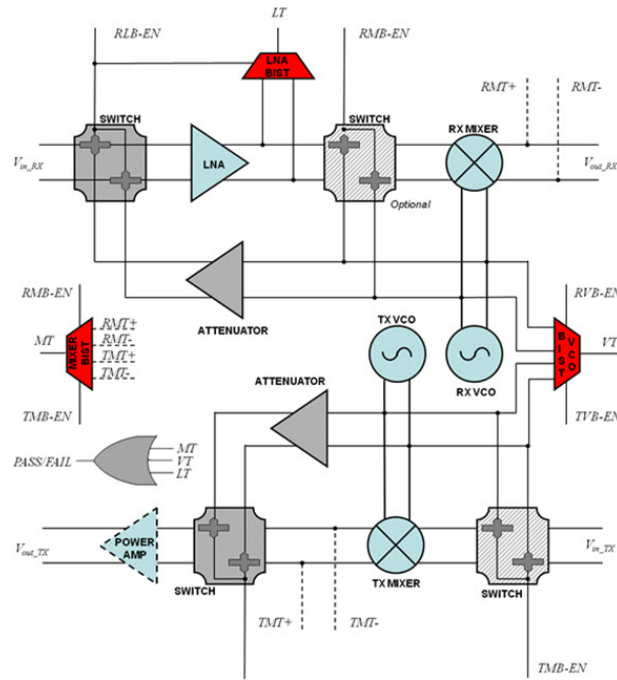 LT
RLB-EN
RMB-EN
LNA
BIST
SWITCH
SWITCH
RMT+
RMT-
RX MIXER
V_in_RX
LNA
V_out_RX
Optional
RMB-EN
ATTENUATOR
TX VCO
RVB-EN
MT
MIXER
BIST
RMT+
RMT-
TMT+
TMT-
VCO
BIST
VT
ATTENUATOR
RX VCO
TMB-EN
TVB-EN
PASS/FAIL
MT
VT
LT
V_out_TX
POWER
AMP
V_in_TX
SWITCH
TX MIXER
SWITCH
TMT+
TMT-
TMB-EN